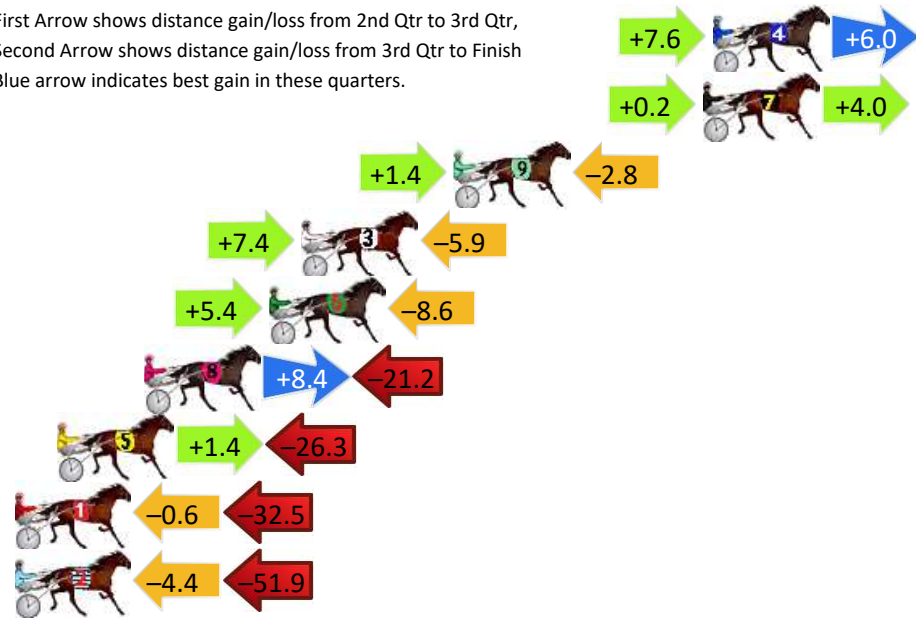 First Arrow shows distance gain/loss from 2nd Qtr to 3rd Qtr,
Second Arrow shows distance gain/loss from 3rd Qtr to Finish
Blue arrow indicates best gain in these quarters.
+7.6 4 +6.0
+0.2 7 +4.0
+1.4 9 –2.8
+7.4 3 –5.9
+5.4 –8.6
8 +8.4 –21.2
5 +1.4 –26.3
1 –0.6 –32.5
2 –4.4 –51.9